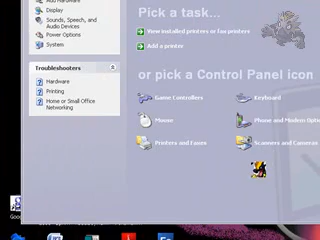 Add Hardware
Display
Sounds, Speech, and
Audio Devices
Power Options
System
Troubleshooters
Hardware
Printing
Home or Small Office
Networking
Pick a task...
View installed printers or fax printers
Add a printer
or pick a Control Panel icon
Game Controllers
Keyboard
Mouse
Phone and Modem Optio
Printers and Faxes
Scanners and Cameras
Goog